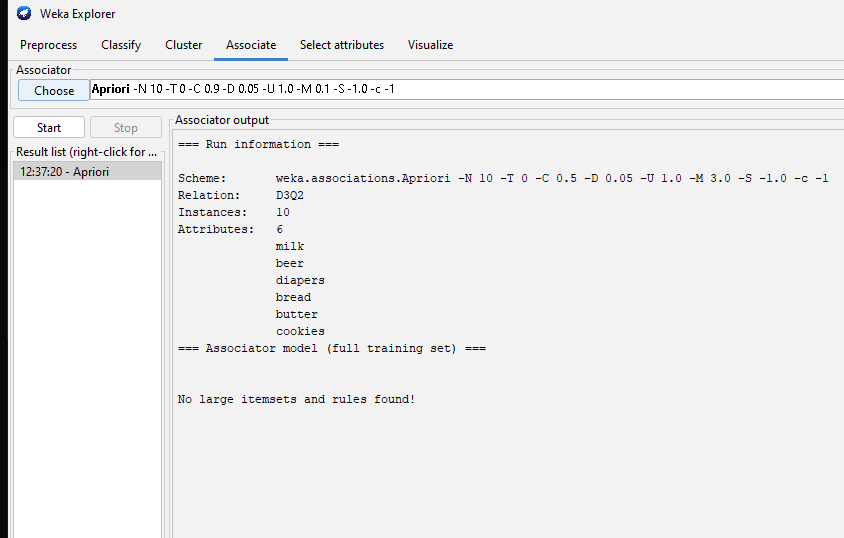 Weka Explorer
Preprocess Classify Cluster Associate Select attributes Visualize
Associator
Choose Apriori -N 10 -T 0 -C 0.9 -D 0.05 -U 1.0 -M 0.1 -S -1.0 -c -1
Start Stop
Associator output
Result list (right-click for ...
12:37:20 - Apriori
=== Run information ===
Scheme: weka.associations.Apriori -N 10 -T 0 -C 0.5 -D 0.05 -U 1.0 -M 3.0 -S -1.0 -c -1
Relation: D3Q2
Instances: 10
Attributes: 6
milk
beer
diapers
bread
butter
cookies
=== Associator model (full training set) ===
No large itemsets and rules found!